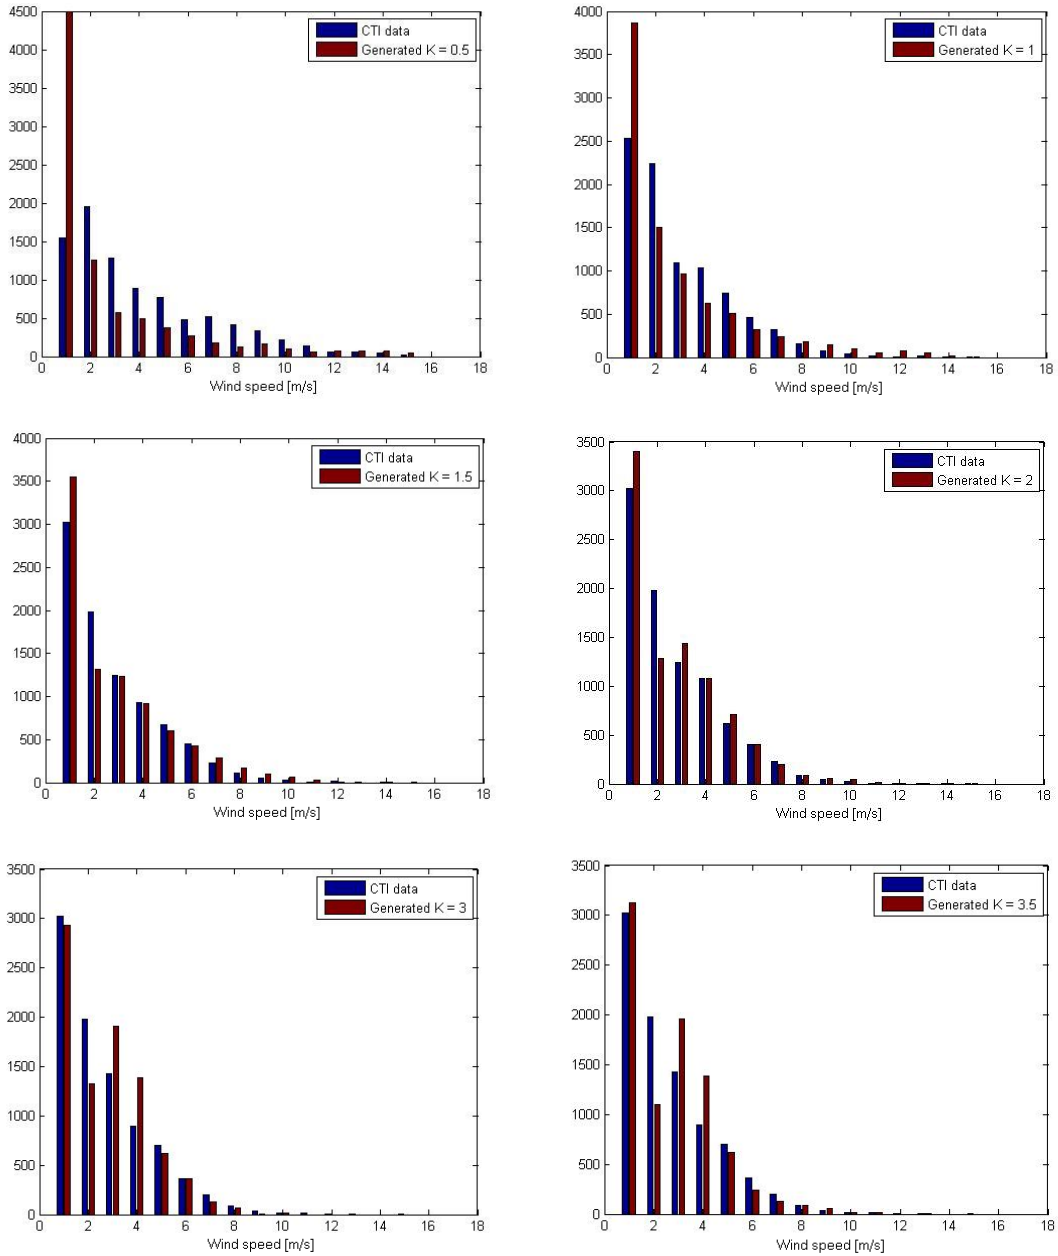 4500
4000
3500
3000
2500
2000
1500
1000
500
0
0 2 4 6 8 10 12 14 16 18
Wind speed [m/s]
CTI data
Generated K = 0.5
4000
3500
3000
2500
2000
1500
1000
500
0
0 2 4 6 8 10 12 14 16 18
Wind speed [m/s]
CTI data
Generated K = 1
4000
3500
3000
2500
2000
1500
1000
500
0
0 2 4 6 8 10 12 14 16 18
Wind speed [m/s]
CTI data
Generated K = 1.5
3500
3000
2500
2000
1500
1000
500
0
0 2 4 6 8 10 12 14 16 18
Wind speed [m/s]
CTI data
Generated K = 2
3500
3000
2500
2000
1500
1000
500
0
0 2 4 6 8 10 12 14 16 18
Wind speed [m/s]
CTI data
Generated K = 3
3500
3000
2500
2000
1500
1000
500
0
0 2 4 6 8 10 12 14 16 18
Wind speed [m/s]
CTI data
Generated K = 3.5